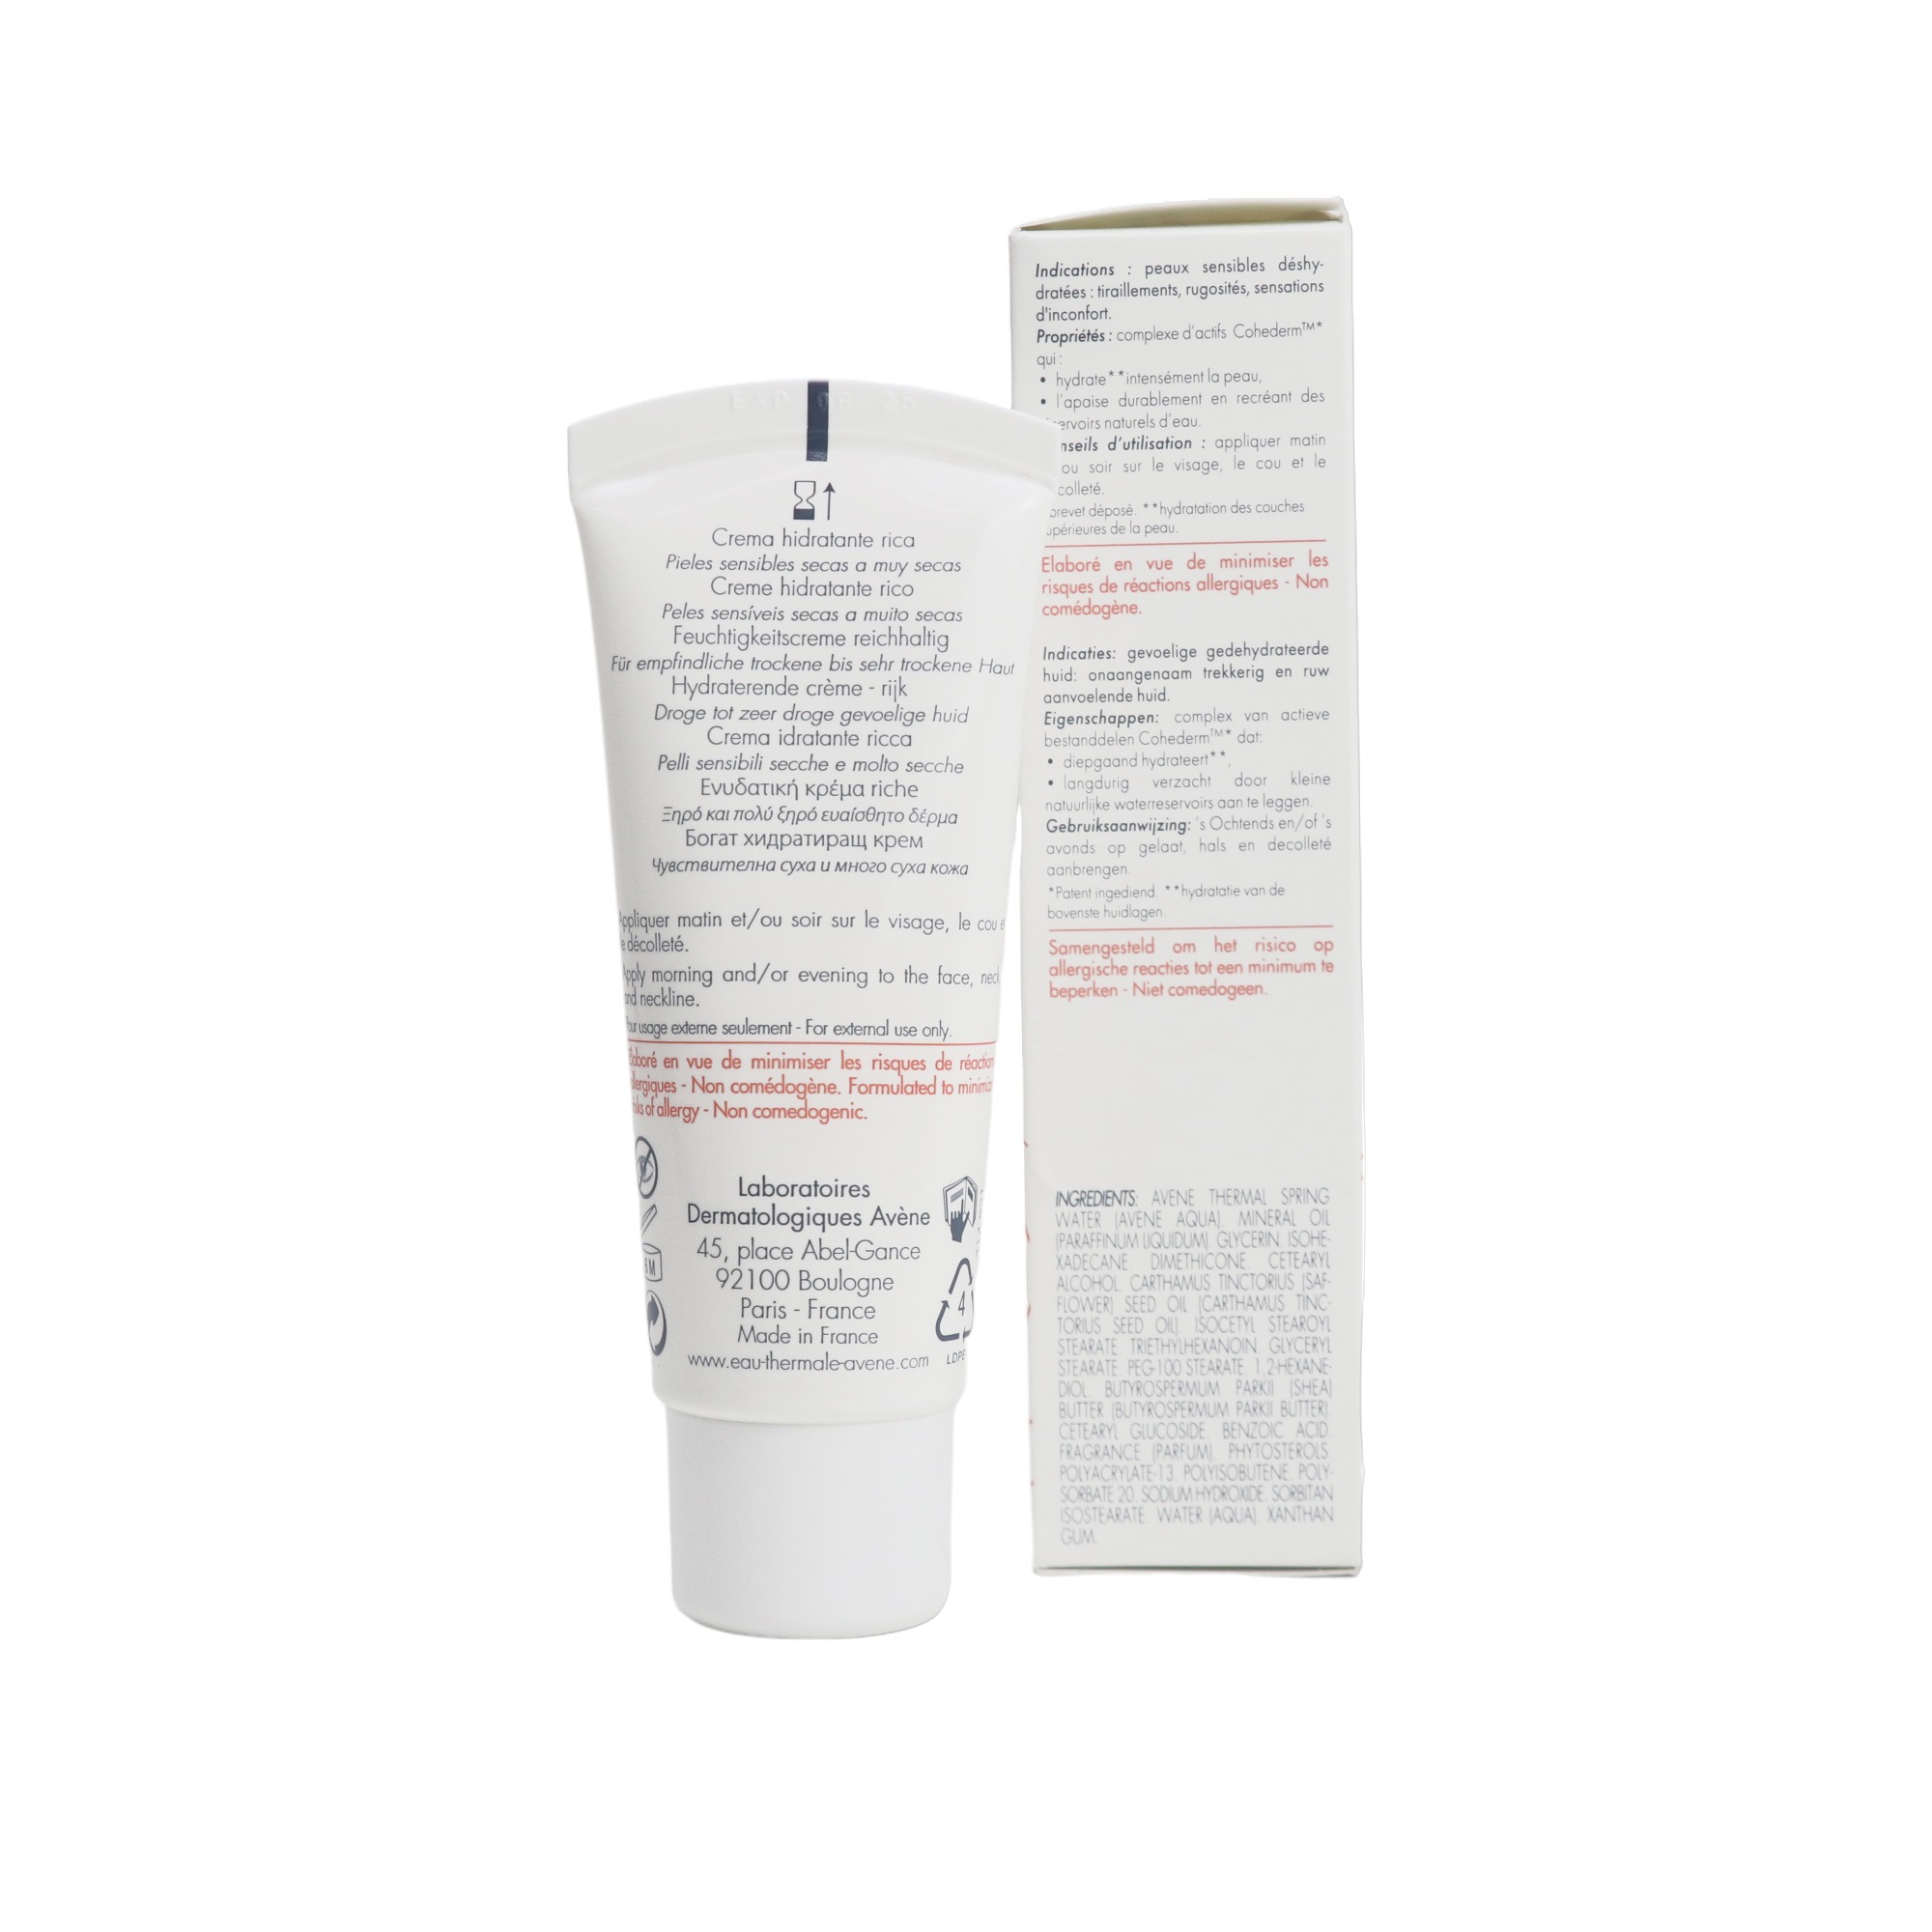 EXP 06 25
Crema hidratante rica
Pieles sensibles secas a muy secas
Creme hidratante rico
Peles sensíveis secas a muito secas
Feuchtigkeitscreme reichhaltig
Für empfindliche trockene bis sehr trockene Haut
Hydraterende crème - rijk
Droge tot zeer droge gevoelige huid
Crema idratante ricca
Pelli sensibili secche e molto secche
Ενυδατική κρέμα riche
Ξηρό και πολύ ξηρό ευαίσθητο δέρμα
Богат хидратиращ крем
Чувствителна суха и много суха кожа
Appliquer matin et/ou soir sur le visage, le cou
décolleté.
Apply morning and/or evening to the face, neck
and neckline.
Pour usage externe seulement - For external use only.
Elaboré en vue de minimiser les risques de réaction
allergiques - Non comédogène. Formulated to
of allergy - Non comedogenic.
Laboratoires
Dermatologiques Avène
45, place Abel-Gance
92100 Boulogne
Paris - France
Made in France
www.eau-thermale-avene.com
M
4
LDPE
Indications : peaux sensibles déshy-
dratées : tiraillements, rugosités, sensations
d'inconfort.
Propriétés : complexe d'actifs Cohederm™*
qui :
• hydrate** intensément la peau,
• l'apaise durablement en recréant des
naturels d'eau.
d'utilisation : appliquer matin
ou soir sur le visage, le cou et le
colleté.
brevet déposé. **hydratation des couches
de la peau.
Elaboré en vue de minimiser les
risques de réactions allergiques - Non
comédogène.
Indicaties: gevoelige gedehydrateerde
huid: onaangenaam trekkerig en ruw
aanvoelende huid.
Eigenschappen: complex van actieve
bestanddelen Cohederm™* dat:
• diepgaand hydrateert**,
• langdurig verzacht door kleine
natuurlijke waterreservoirs aan te leggen.
Gebruiksaanwijzing: 's Ochtends en/of 's
avonds op gelaat, hals en decolleté
aanbrengen.
*Patent ingediend. **hydratatie van de
bovenste huidlagen.
Samengesteld om het risico op
allergische reacties tot een minimum te
beperken - Niet comedogeen.
INGREDIENTS: AVENE THERMAL SPRING
WATER (AVENE AQUA). MINERAL OIL
(PARAFFINUM LIQUIDUM). GLYCERIN. ISOHE-
XADECANE. DIMETHICONE. CETEARYL
ALCOHOL. CARTHAMUS TINCTORIUS (SAF-
FLOWER) SEED OIL (CARTHAMUS TINC-
TORIUS SEED OIL). ISOCETYL STEAROYL
STEARATE. TRIETHYLHEXANOIN. GLYCERYL
STEARATE. PEG-100 STEARATE. 1,2-HEXANE-
DIOL. BUTYROSPERMUM PARKII (SHEA)
BUTTER (BUTYROSPERMUM PARKII BUTTER).
CETEARYL GLUCOSIDE. BENZOIC ACID.
FRAGRANCE (PARFUM). PHYTOSTEROLS.
POLYACRYLATE-13. POLYISOBUTENE. POLY-
SORBATE 20. SODIUM HYDROXIDE. SORBITAN
ISOSTEARATE. WATER (AQUA). XANTHAN
GUM.